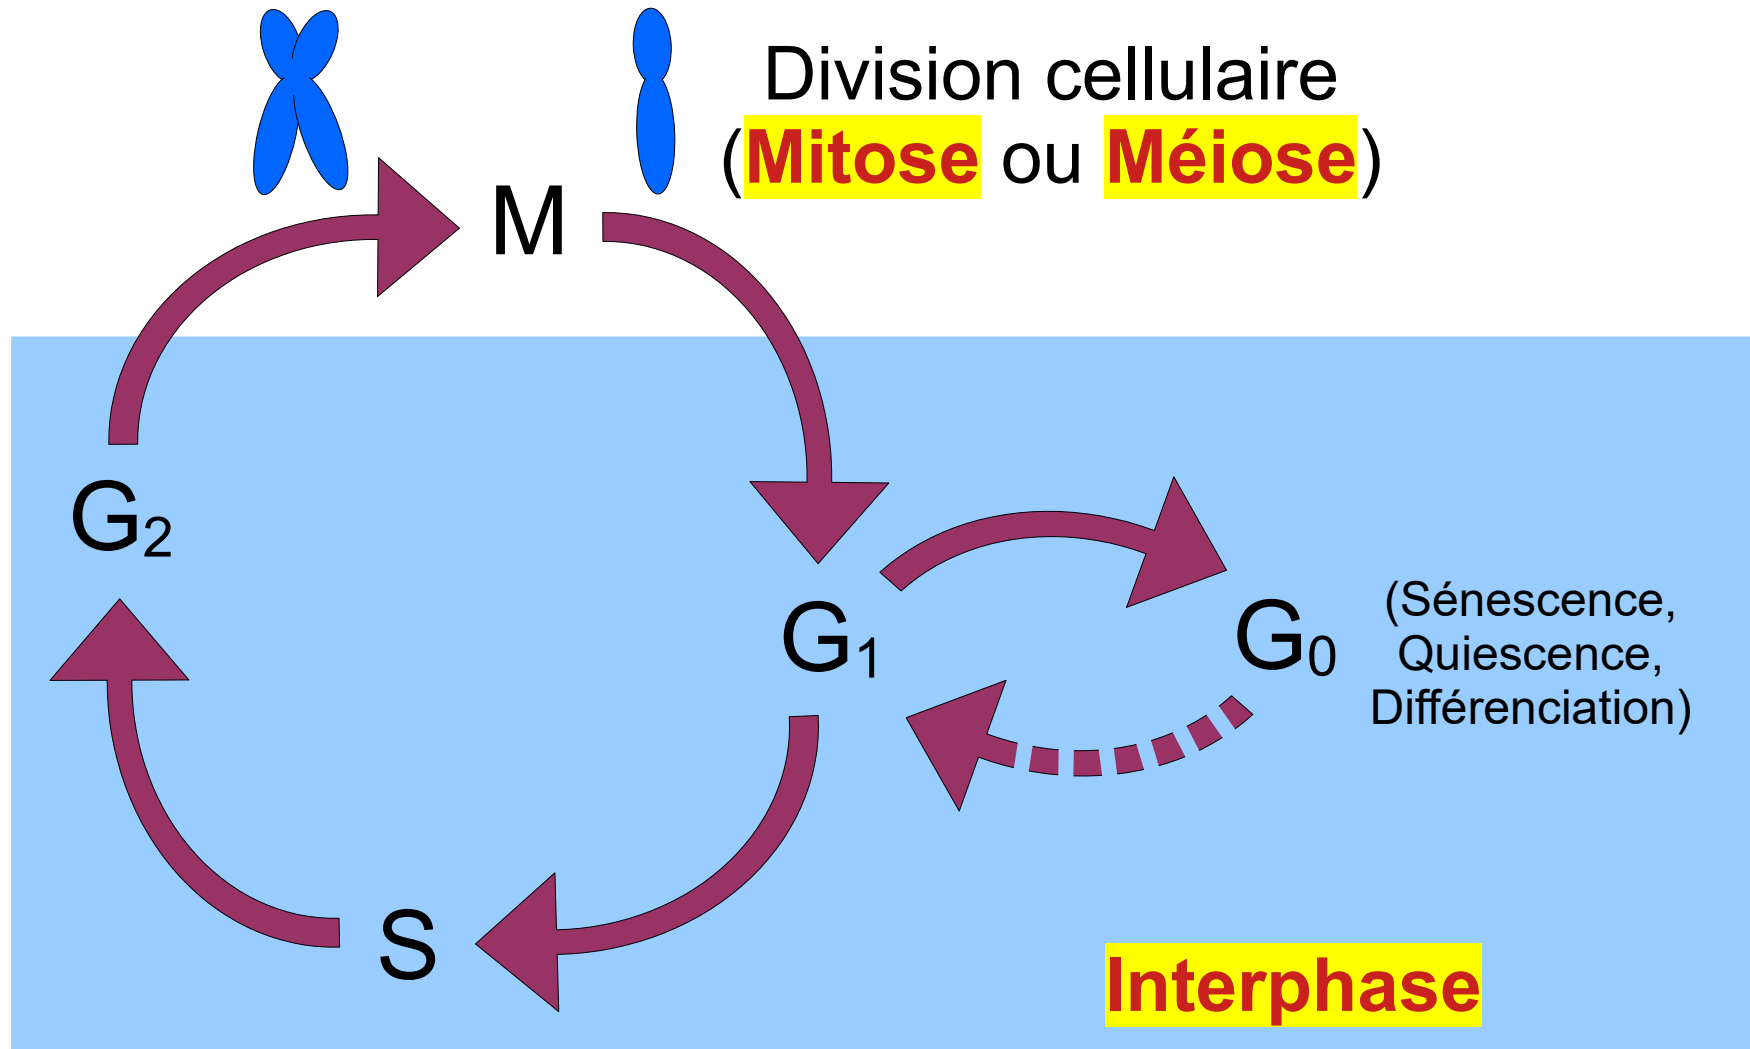 Division cellulaire
(Mitose ou Méiose)
M
G2
G1
G0
(Sénescence,
Quiescence,
Différenciation)
S
Interphase